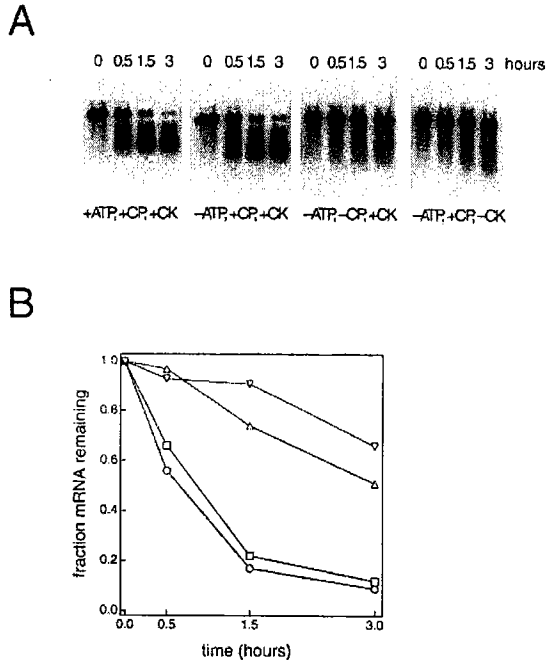 A
0 0.5 1.5 3 0 0.5 1.5 3 0 0.5 1.5 3 0 0.5 1.5 3 hours
+ATP, +CP, +CK −ATP, +CP, +CK −ATP, −CP, +CK −ATP, +CP, −CK
B
fraction mRNA remaining
1.0
0.8
0.6
0.4
0.2
0.0
0.0 0.5 1.5 3.0
time (hours)